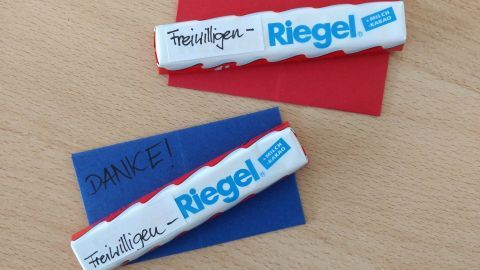 Freiwilligen - Riegel®
+MILCH
-KAKAO
DANKE!
Freiwilligen - Riegel®
+MILCH
-KAKAO